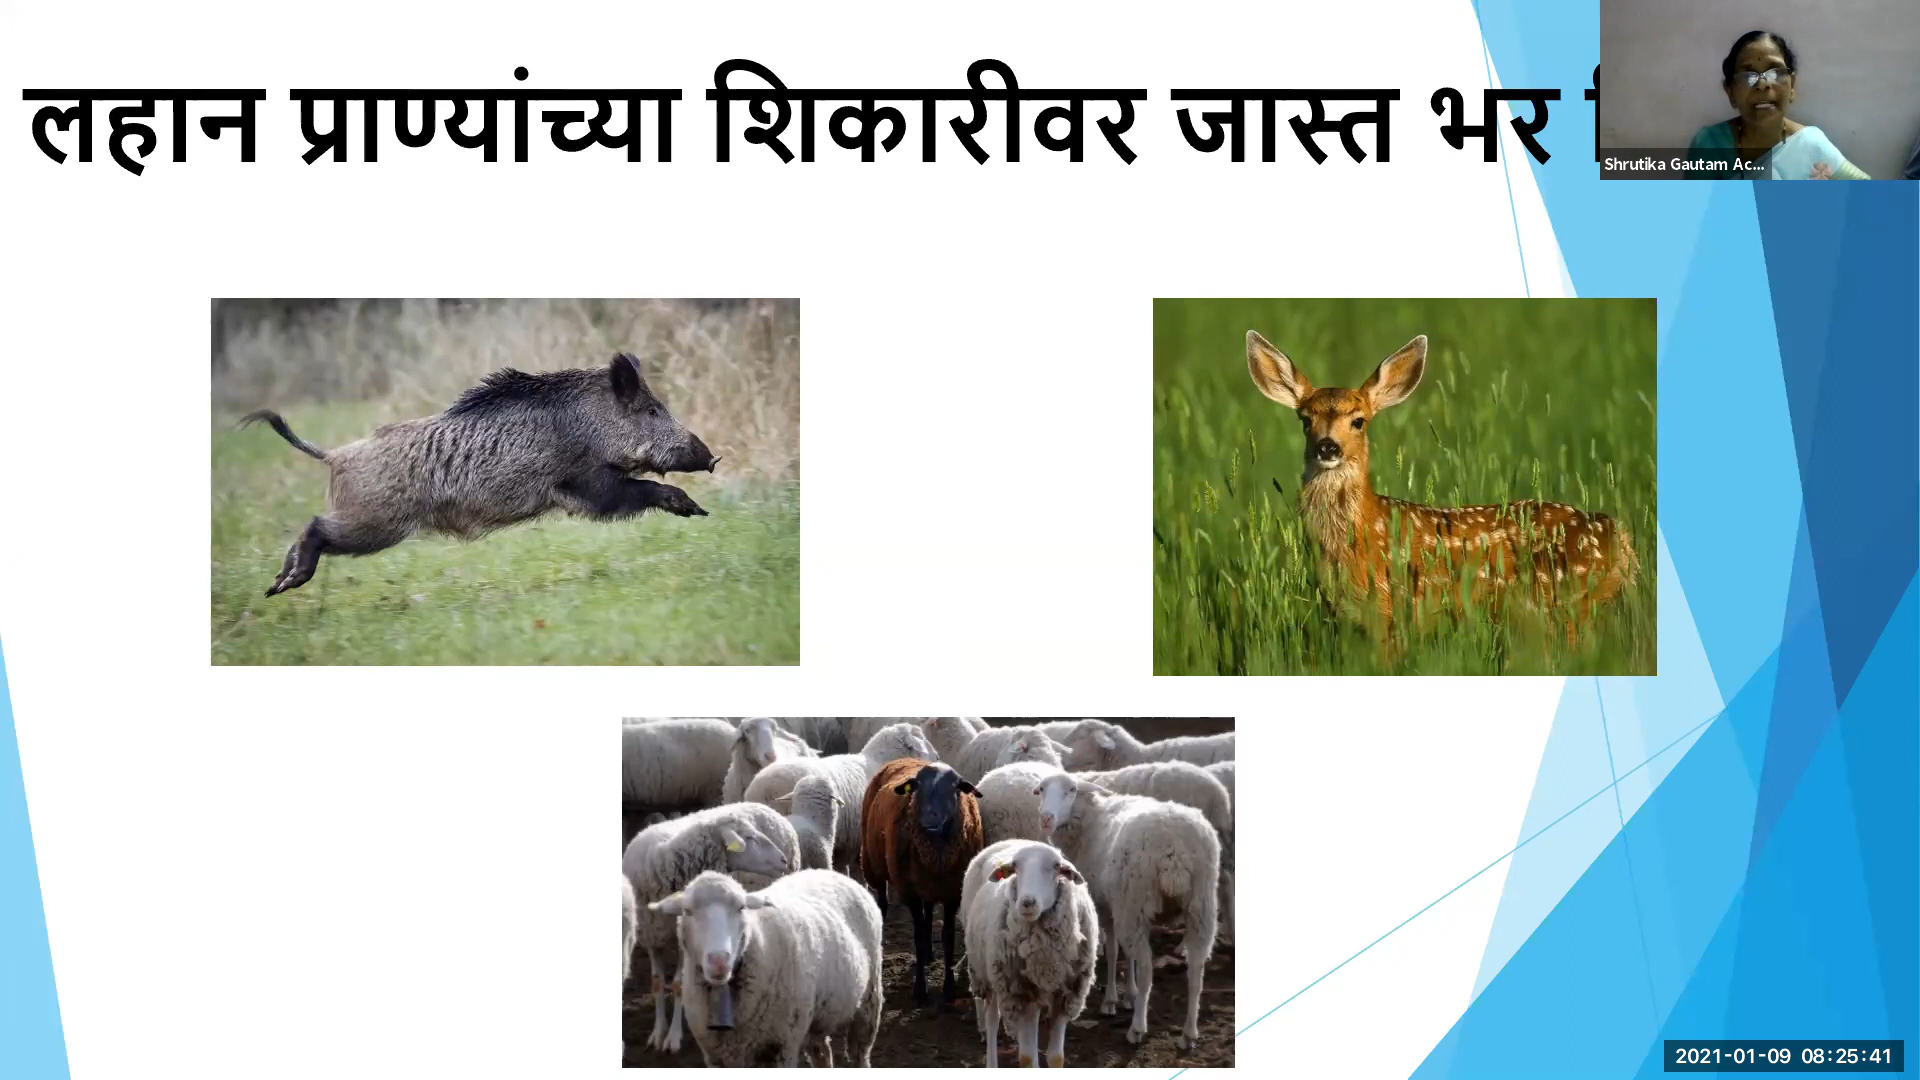 लहान प्राण्यांच्या शिकारीवर जास्त भर
Shrutika Gautam Ac...
2021-01-09 08:25:41